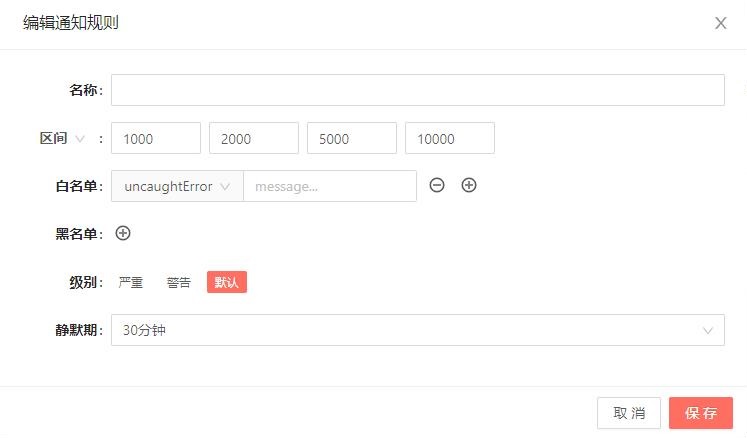 编辑通知规则
名称:
区间 : 1000 2000 5000 10000
白名单: uncaughtError message...
黑名单:
级别: 严重 警告 默认
静默期: 30分钟
取消 保存